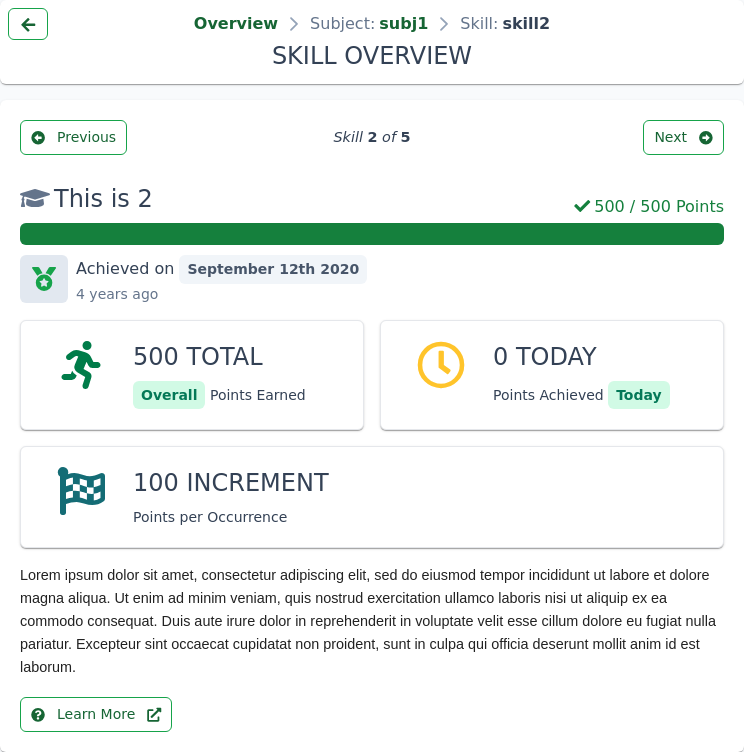 Overview > Subject: subj1 > Skill: skill2
SKILL OVERVIEW
Previous
Skill 2 of 5
Next
This is 2
500 / 500 Points
Achieved on September 12th 2020
4 years ago
500 TOTAL
Overall Points Earned
0 TODAY
Points Achieved Today
100 INCREMENT
Points per Occurrence
Lorem ipsum dolor sit amet, consectetur adipiscing elit, sed do eiusmod tempor incididunt ut labore et dolore
magna aliqua. Ut enim ad minim veniam, quis nostrud exercitation ullamco laboris nisi ut aliquip ex ea
commodo consequat. Duis aute irure dolor in reprehenderit in voluptate velit esse cillum dolore eu fugiat nulla
pariatur. Excepteur sint occaecat cupidatat non proident, sunt in culpa qui officia deserunt mollit anim id est
laborum.
Learn More